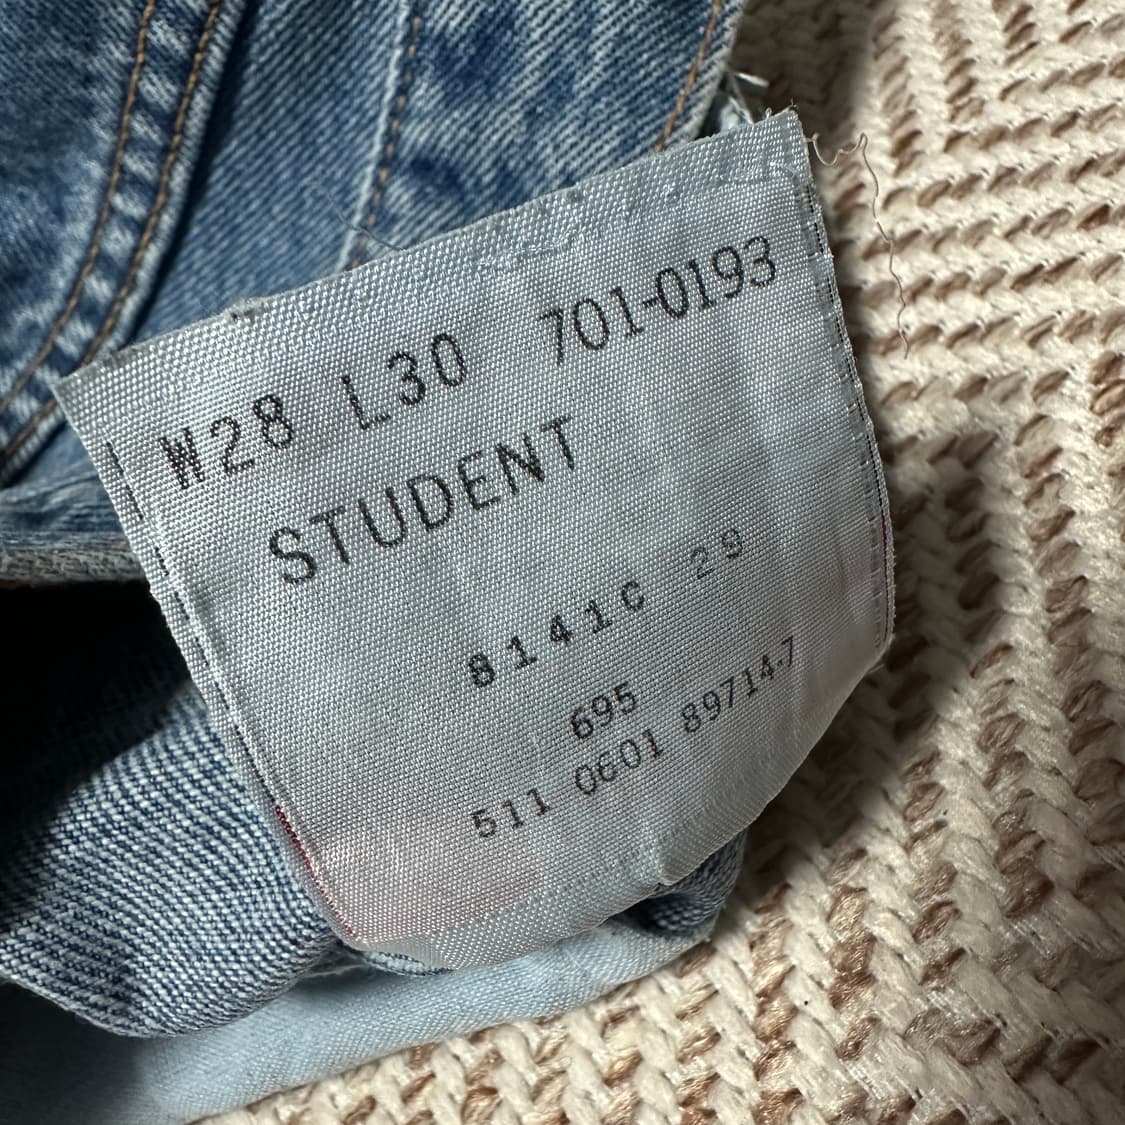 W28 L30 701-0193
STUDENT
8141C 29
695
511 0601 89714-7